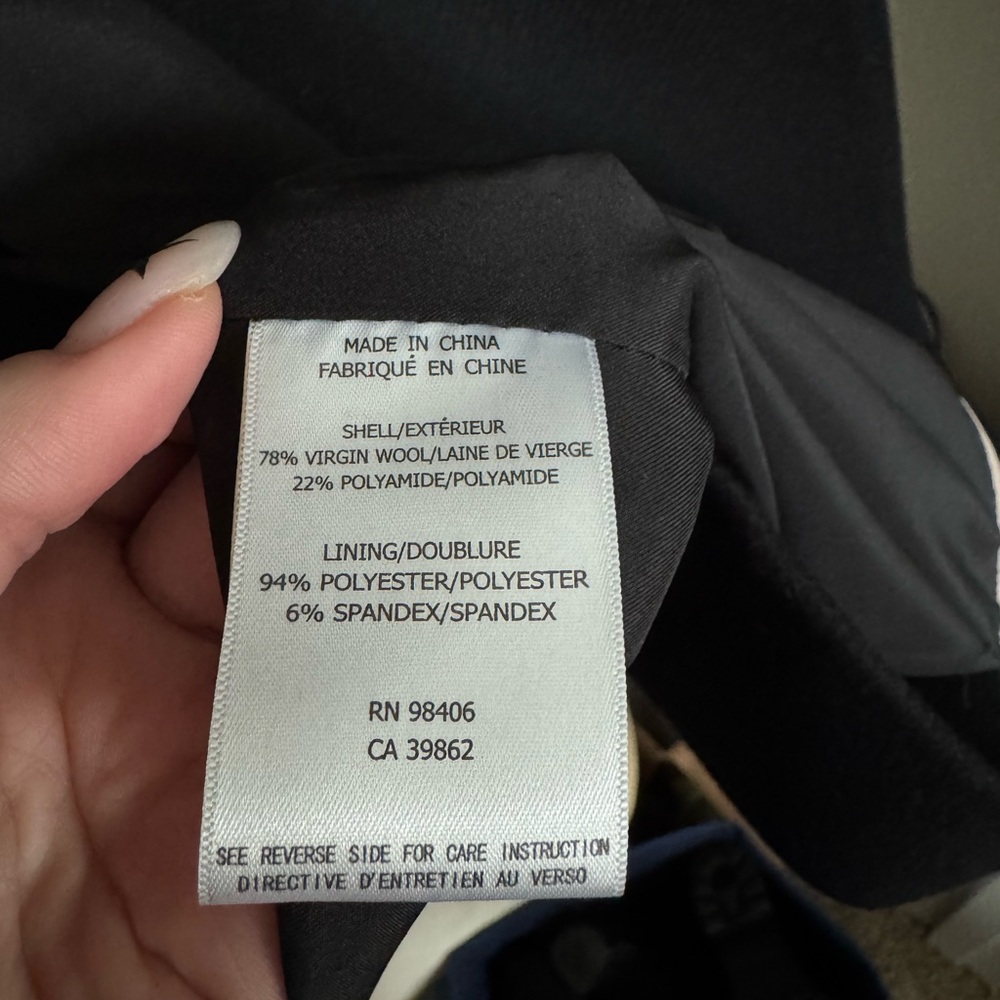 MADE IN CHINA
FABRIQUÉ EN CHINE
SHELL/EXTÉRIEUR
78% VIRGIN WOOL/LAINE DE VIERGE
22% POLYAMIDE/POLYAMIDE
LINING/DOUBLURE
94% POLYESTER/POLYESTER
6% SPANDEX/SPANDEX
RN 98406
CA 39862
SEE REVERSE SIDE FOR CARE INSTRUCTION
DIRECTIVE D'ENTRETIEN AU VERSO